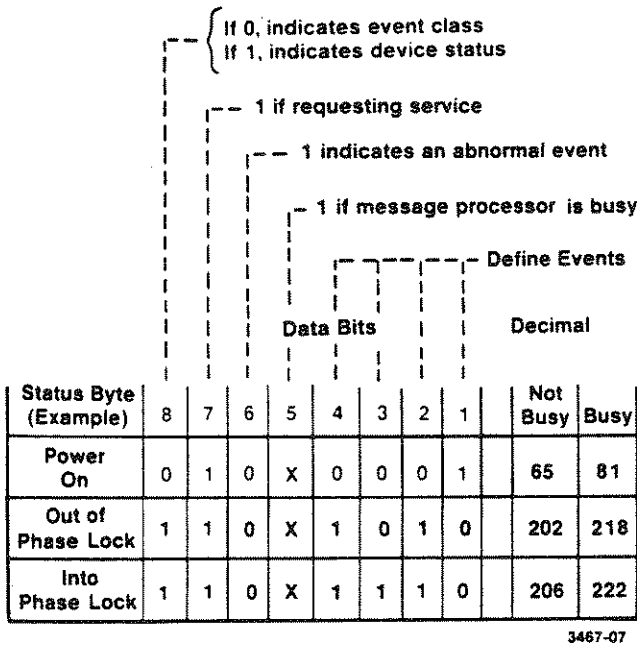 If 0, indicates event class
If 1, indicates device status
1 if requesting service
1 indicates an abnormal event
1 if message processor is busy
Define Events
Data Bits Decimal
Status Byte (Example) 8 7 6 5 4 3 2 1 Not Busy Busy
Power On 0 1 0 X 0 0 0 1 65 81
Out of Phase Lock 1 1 0 X 1 0 1 0 202 218
Into Phase Lock 1 1 0 X 1 1 1 0 206 222
3467-07